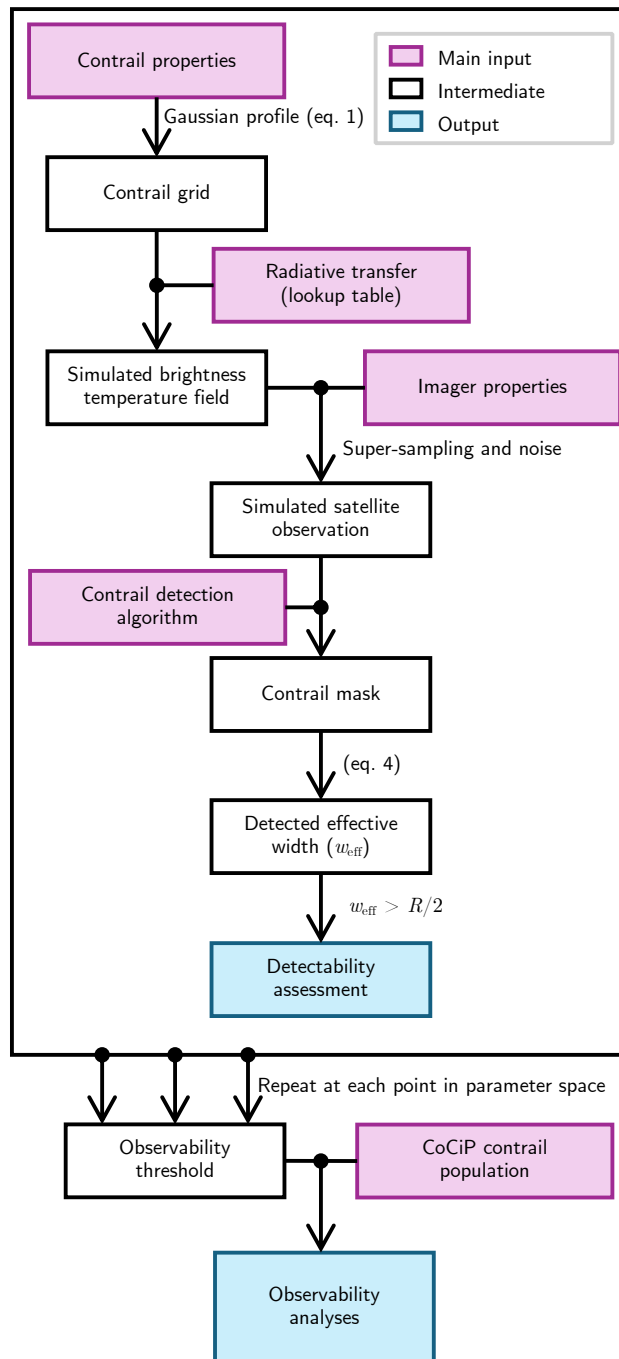 Contrail properties
Main input
Intermediate
Output
Gaussian profile (eq. 1)
Contrail grid
Radiative transfer
(lookup table)
Simulated brightness
temperature field
Imager properties
Super-sampling and noise
Simulated satellite
observation
Contrail detection
algorithm
Contrail mask
(eq. 4)
Detected effective
width (w_eff)
w_eff > R/2
Detectability
assessment
Repeat at each point in parameter space
Observability
threshold
CoCiP contrail
population
Observability
analyses